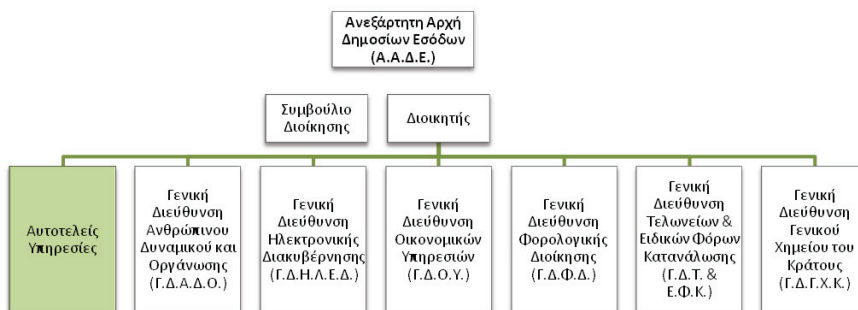 Ανεξάρτητη Αρχή
Δημοσίων Εσόδων
(Α.Α.Δ.Ε.)
Συμβούλιο
Διοίκησης
Διοικητής
Αυτοτελείς
Υπηρεσίες
Γενική
Διεύθυνση
Ανθρώπινου
Δυναμικού και
Οργάνωσης
(Γ.Δ.Α.Δ.Ο.)
Γενική
Διεύθυνση
Ηλεκτρονικής
Διακυβέρνησης
(Γ.Δ.Η.Λ.Ε.Δ.)
Γενική
Διεύθυνση
Οικονομικών
Υπηρεσιών
(Γ.Δ.Ο.Υ.)
Γενική
Διεύθυνση
Φορολογικής
Διοίκησης
(Γ.Δ.Φ.Δ.)
Γενική
Διεύθυνση
Τελωνείων &
Ειδικών Φόρων
Κατανάλωσης
(Γ.Δ.Τ. &
Ε.Φ.Κ.)
Γενική
Διεύθυνση
Γενικού
Χημείου του
Κράτους
(Γ.Δ.Γ.Χ.Κ.)